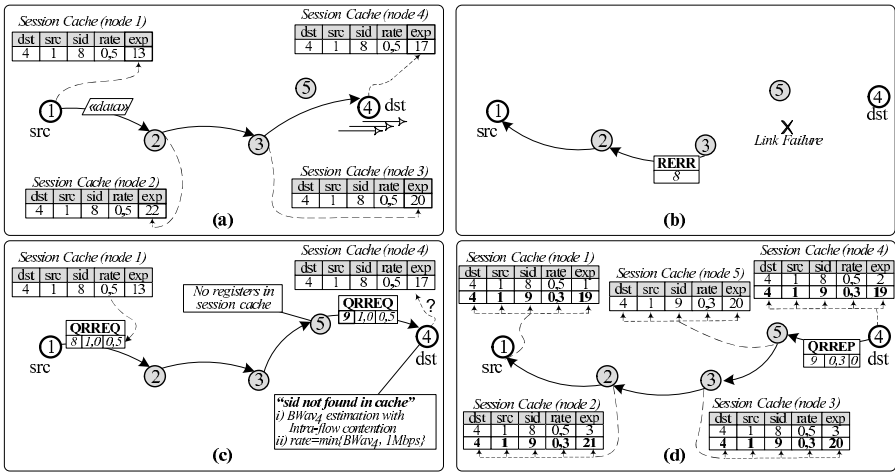 Session Cache (node 1)
dst src sid rate exp
4 1 8 0,5 13
Session Cache (node 4)
dst src sid rate exp
4 1 8 0,5 17
5
1
src
«data»
2
3
4
dst
Session Cache (node 2)
dst src sid rate exp
4 1 8 0,5 22
Session Cache (node 3)
dst src sid rate exp
4 1 8 0,5 20
(a)
5
4
dst
1
src
2
3
X
Link Failure
RERR
8
(b)
Session Cache (node 1)
dst src sid rate exp
4 1 8 0,5 13
Session Cache (node 4)
dst src sid rate exp
4 1 8 0,5 17
No registers in
session cache
?
QRREQ
9 1,0 0,5
5
QRREQ
8 1,0 0,5
1
src
4
dst
2
3
“sid not found in cache”
i) BWav4 estimation with
Intra-flow contention
ii) rate=min{BWav4, 1Mbps}
(c)
Session Cache (node 1)
dst src sid rate exp
4 1 8 0,5 1
4 1 9 0,3 19
Session Cache (node 5)
dst src sid rate exp
4 1 9 0,3 20
Session Cache (node 4)
dst src sid rate exp
4 1 8 0,5 2
4 1 9 0,3 19
5
4
dst
QRREP
9 0,3 0
1
src
2
3
Session Cache (node 2)
dst src sid rate exp
4 1 8 0,5 3
4 1 9 0,3 21
Session Cache (node 3)
dst src sid rate exp
4 1 8 0,5 3
4 1 9 0,3 20
(d)